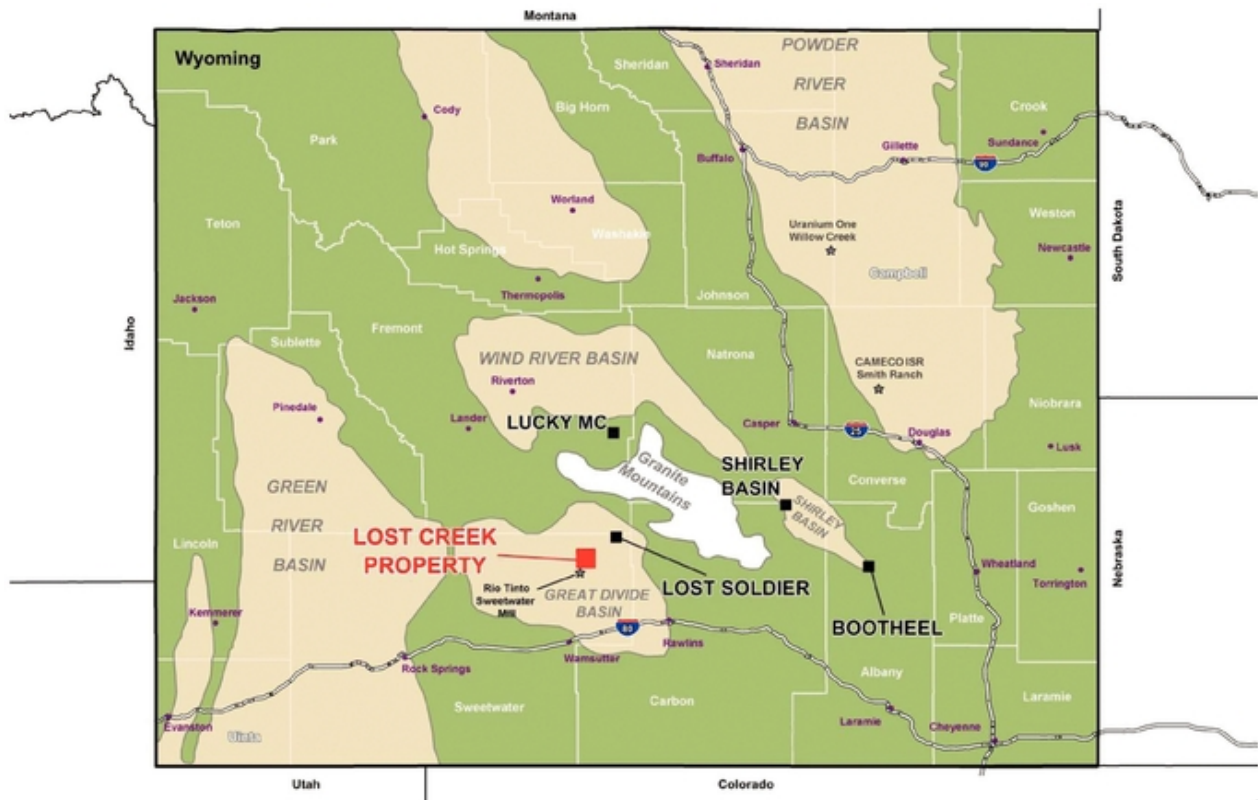 Montana
Wyoming
POWDER
RIVER
BASIN
Sheridan
Sheridan
Cody
Big Horn
Crook
Park
Sundance
Buffalo
Gillette
90
Worland
Weston
Teton
Uranium One
Willow Creek
Washakie
Hot Springs
Newcastle
South Dakota
Campbell
Thermopolis
Johnson
Jackson
Idaho
Fremont
Sublette
WIND RIVER BASIN
Natrona
CAMECO ISR
Smith Ranch
Riverton
Pinedale
Niobrara
Lander
LUCKY MC
Casper
25
Douglas
Lusk
Granite
Mountains
SHIRLEY
BASIN
Converse
GREEN
RIVER
BASIN
SHIRLEY
BASIN
Goshen
Lincoln
LOST CREEK
PROPERTY
Nebraska
Wheatland
Torrington
Rio Tinto
Sweetwater
Mill
GREAT DIVIDE
BASIN
LOST SOLDIER
Kemmerer
80
BOOTHEEL
Platte
Rawlins
Wamsutter
Rock Springs
Albany
Sweetwater
Carbon
Laramie
Evanston
Uinta
Laramie
Cheyenne
Utah
Colorado